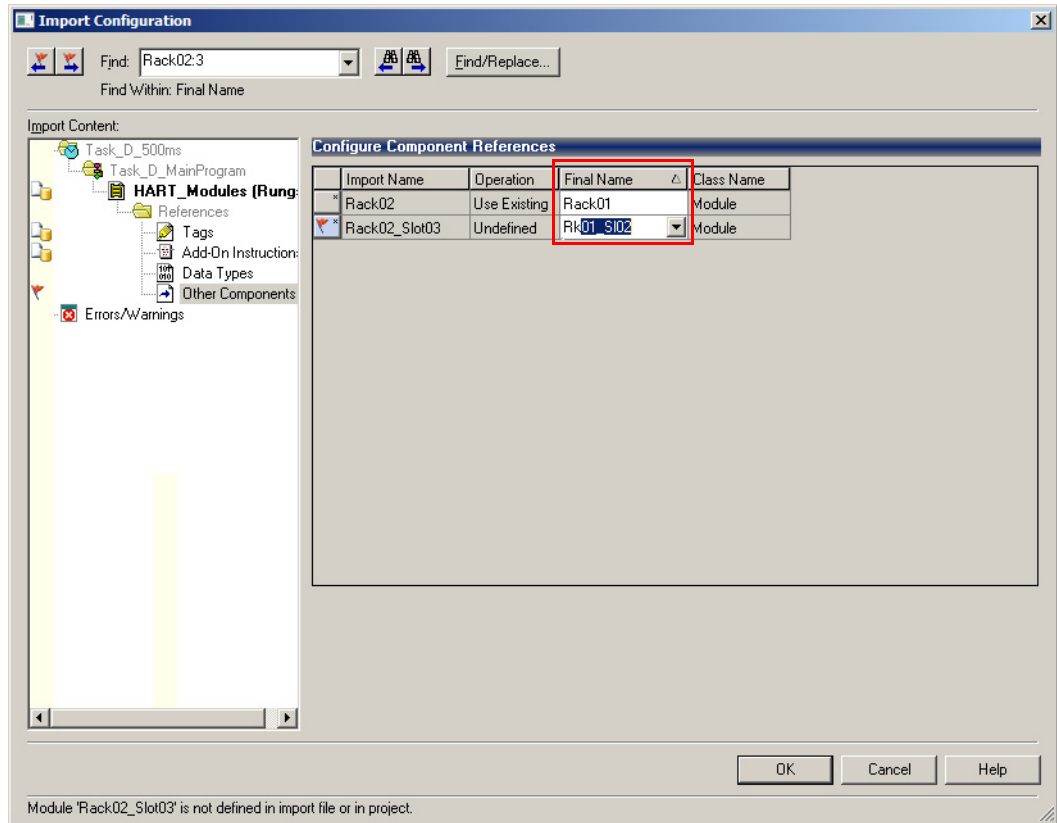 Import Configuration
Find: Rack02:3 Find/Replace...
Find Within: Final Name
Import Content:
Task_D_500ms
Task_D_MainProgram
HART_Modules (Rung:
References
Tags
Add-On Instruction:
Data Types
Other Components
Errors/Warnings
Configure Component References
Import Name Operation Final Name Class Name
Rack02 Use Existing Rack01 Module
Rack02_Slot03 Undefined Rk01_Sl02 Module
OK Cancel Help
Module 'Rack02_Slot03' is not defined in import file or in project.